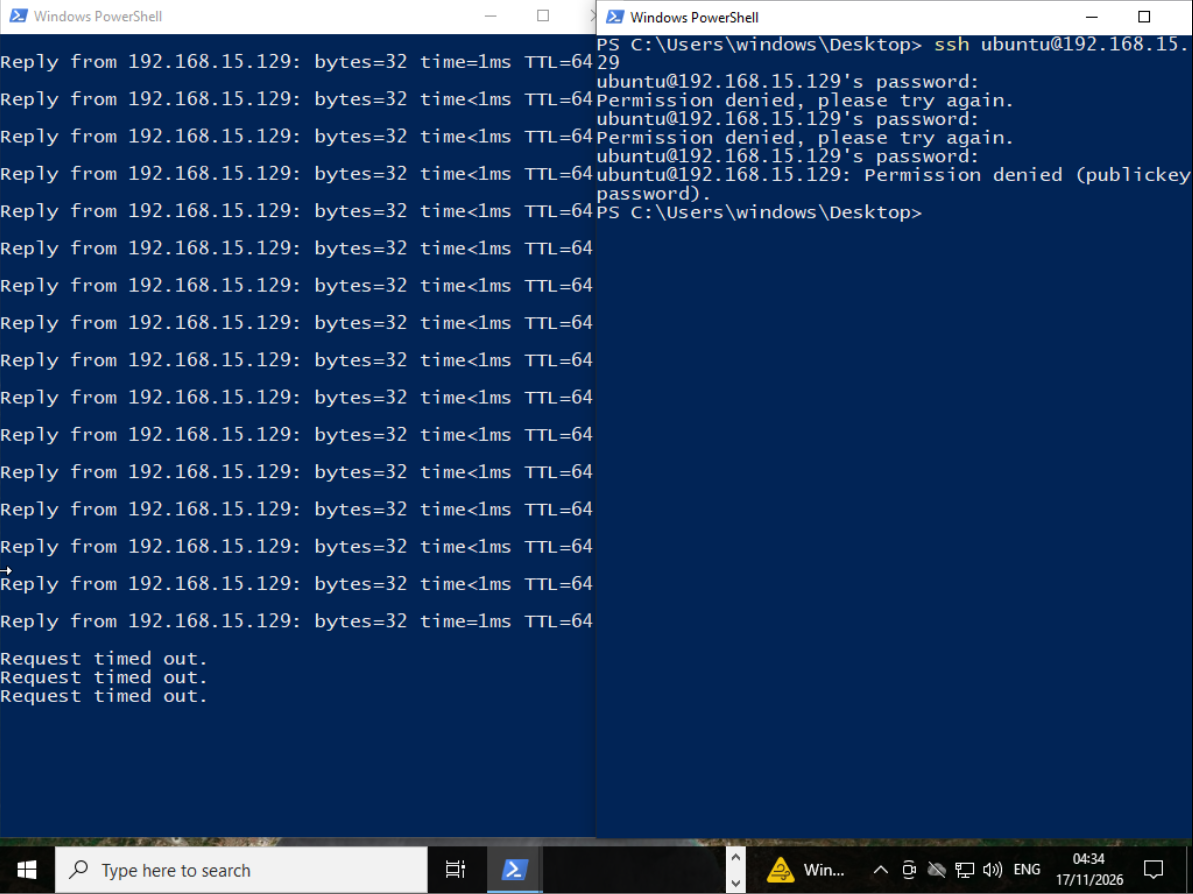 Windows PowerShell
Reply from 192.168.15.129: bytes=32 time=1ms TTL=64
Reply from 192.168.15.129: bytes=32 time<1ms TTL=64
Reply from 192.168.15.129: bytes=32 time<1ms TTL=64
Reply from 192.168.15.129: bytes=32 time<1ms TTL=64
Reply from 192.168.15.129: bytes=32 time<1ms TTL=64
Reply from 192.168.15.129: bytes=32 time<1ms TTL=64
Reply from 192.168.15.129: bytes=32 time<1ms TTL=64
Reply from 192.168.15.129: bytes=32 time<1ms TTL=64
Reply from 192.168.15.129: bytes=32 time<1ms TTL=64
Reply from 192.168.15.129: bytes=32 time<1ms TTL=64
Reply from 192.168.15.129: bytes=32 time<1ms TTL=64
Reply from 192.168.15.129: bytes=32 time<1ms TTL=64
Reply from 192.168.15.129: bytes=32 time<1ms TTL=64
Reply from 192.168.15.129: bytes=32 time<1ms TTL=64
Reply from 192.168.15.129: bytes=32 time<1ms TTL=64
Reply from 192.168.15.129: bytes=32 time=1ms TTL=64
Request timed out.
Request timed out.
Request timed out.
Windows PowerShell
PS C:\Users\windows\Desktop> ssh ubuntu@192.168.15.
29
ubuntu@192.168.15.129's password:
Permission denied, please try again.
ubuntu@192.168.15.129's password:
Permission denied, please try again.
ubuntu@192.168.15.129's password:
ubuntu@192.168.15.129: Permission denied (publickey
password).
PS C:\Users\windows\Desktop>
Type here to search
Win...
ENG
04:34
17/11/2026